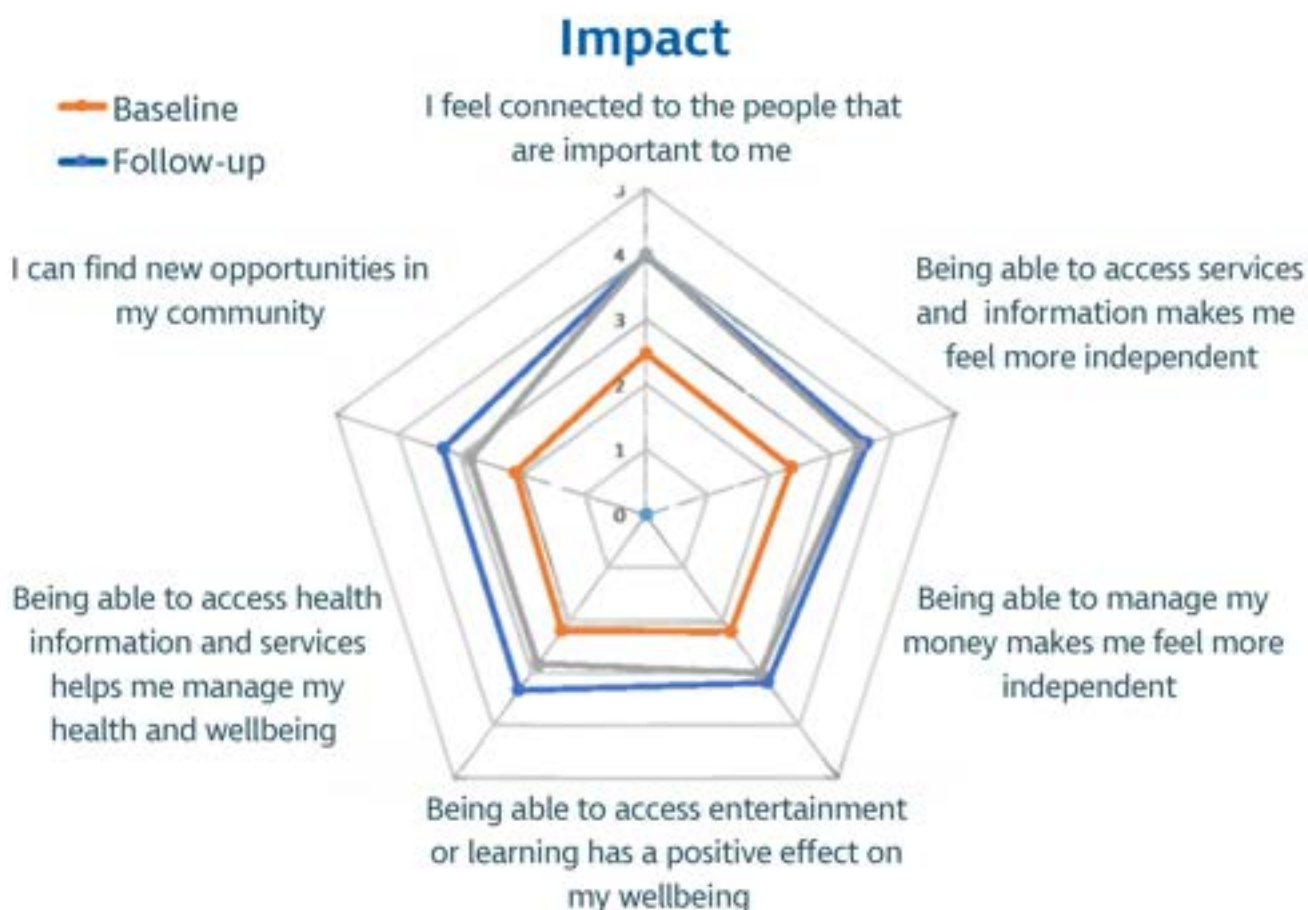 Impact
Baseline
Follow-up
I feel connected to the people that
are important to me
I can find new opportunities in
my community
Being able to access services
and information makes me
feel more independent
4
3
2
1
0
Being able to access health
information and services
helps me manage my
health and wellbeing
Being able to manage my
money makes me feel more
independent
Being able to access entertainment
or learning has a positive effect on
my wellbeing